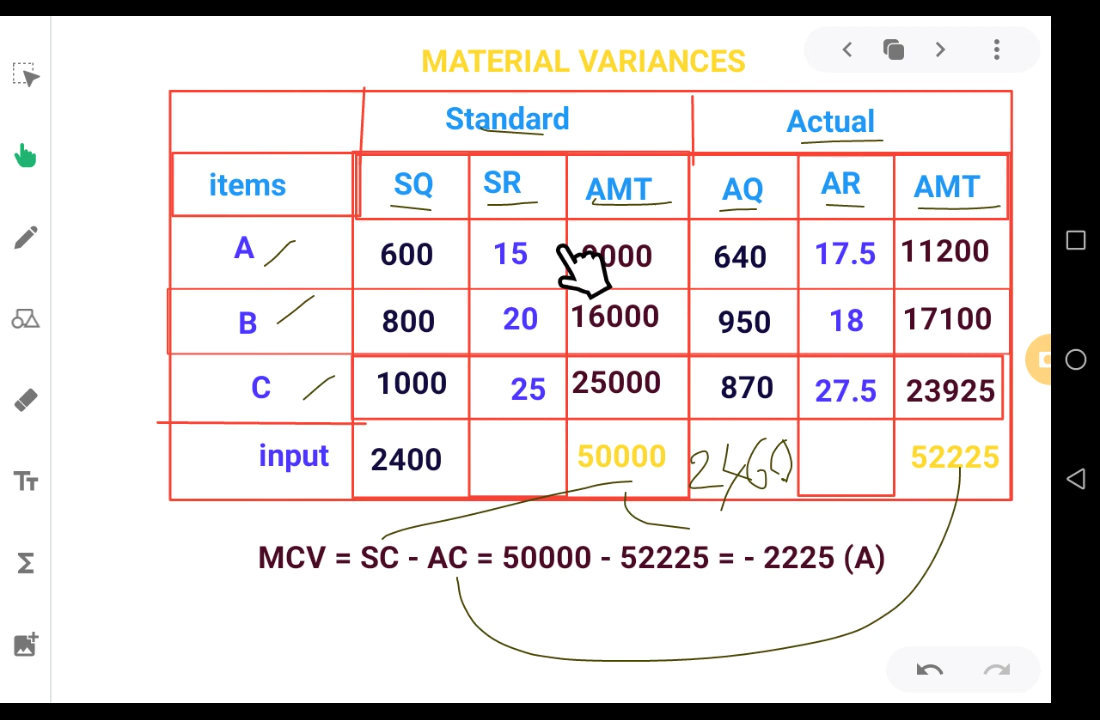 MATERIAL VARIANCES
Standard Actual
items SQ SR AMT AQ AR AMT
A 600 15 000 640 17.5 11200
B 800 20 16000 950 18 17100
C 1000 25 25000 870 27.5 23925
input 2400 50000 2460 52225
MCV = SC - AC = 50000 - 52225 = - 2225 (A)
Tт
Σ